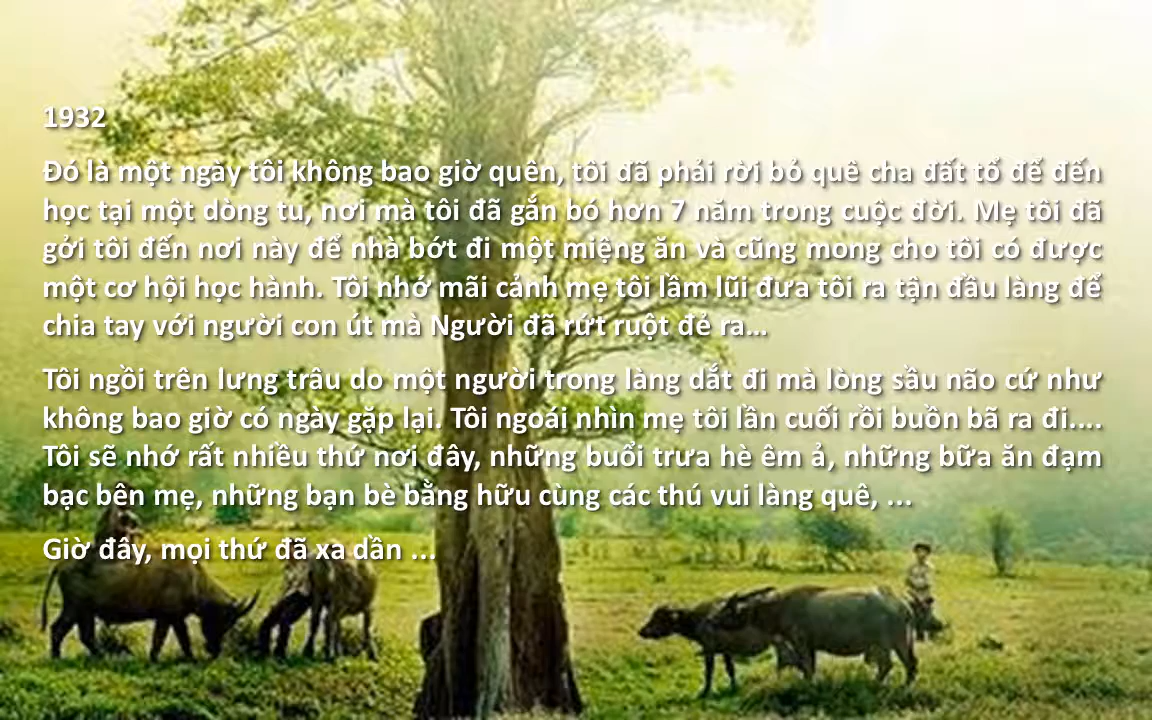 1932
Đó là một ngày tôi không bao giờ quên, tôi đã phải rời bỏ quê cha đất tổ để đến
học tại một dòng tu, nơi mà tôi đã gắn bó hơn 7 năm trong cuộc đời. Mẹ tôi đã
gởi tôi đến nơi này để nhà bớt đi một miệng ăn và cũng mong cho tôi có được
một cơ hội học hành. Tôi nhớ mãi cảnh mẹ tôi lầm lũi đưa tôi ra tận đầu làng để
chia tay với người con út mà Người đã rứt ruột đẻ ra…
Tôi ngồi trên lưng trâu do một người trong làng dắt đi mà lòng sầu não cứ như
không bao giờ có ngày gặp lại. Tôi ngoái nhìn mẹ tôi lần cuối rồi buồn bã ra đi....
Tôi sẽ nhớ rất nhiều thứ nơi đây, những buổi trưa hè êm ả, những bữa ăn đạm
bạc bên mẹ, những bạn bè bằng hữu cùng các thú vui làng quê, ...
Giờ đây, mọi thứ đã xa dần ...